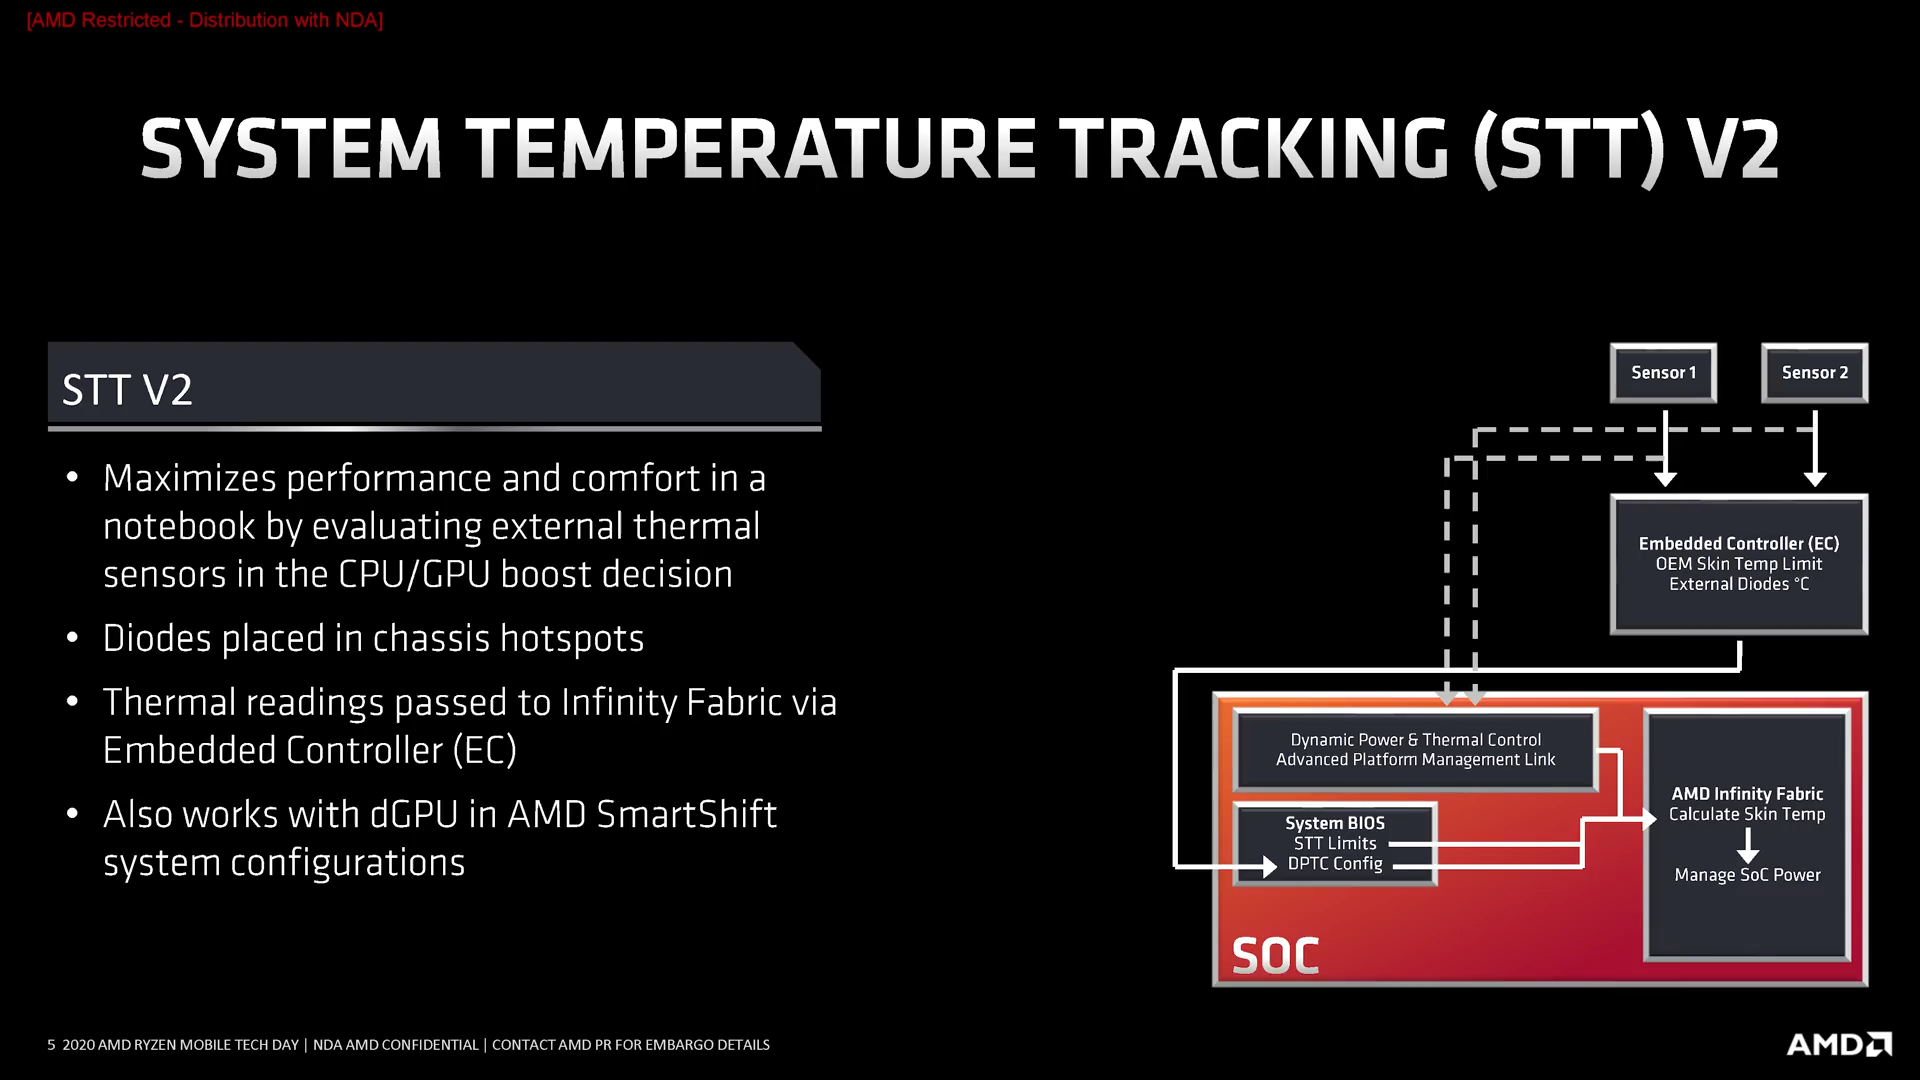 [AMD Restricted - Distribution with NDA]
SYSTEM TEMPERATURE TRACKING (STT) V2
STT V2
• Maximizes performance and comfort in a
notebook by evaluating external thermal
sensors in the CPU/GPU boost decision
• Diodes placed in chassis hotspots
• Thermal readings passed to Infinity Fabric via
Embedded Controller (EC)
• Also works with dGPU in AMD SmartShift
system configurations
Sensor 1
Sensor 2
Embedded Controller (EC)
OEM Skin Temp Limit
External Diodes °C
Dynamic Power & Thermal Control
Advanced Platform Management Link
System BIOS
STT Limits
DPTC Config
AMD Infinity Fabric
Calculate Skin Temp
Manage SoC Power
SOC
5 2020 AMD RYZEN MOBILE TECH DAY | NDA AMD CONFIDENTIAL | CONTACT AMD PR FOR EMBARGO DETAILS
AMD